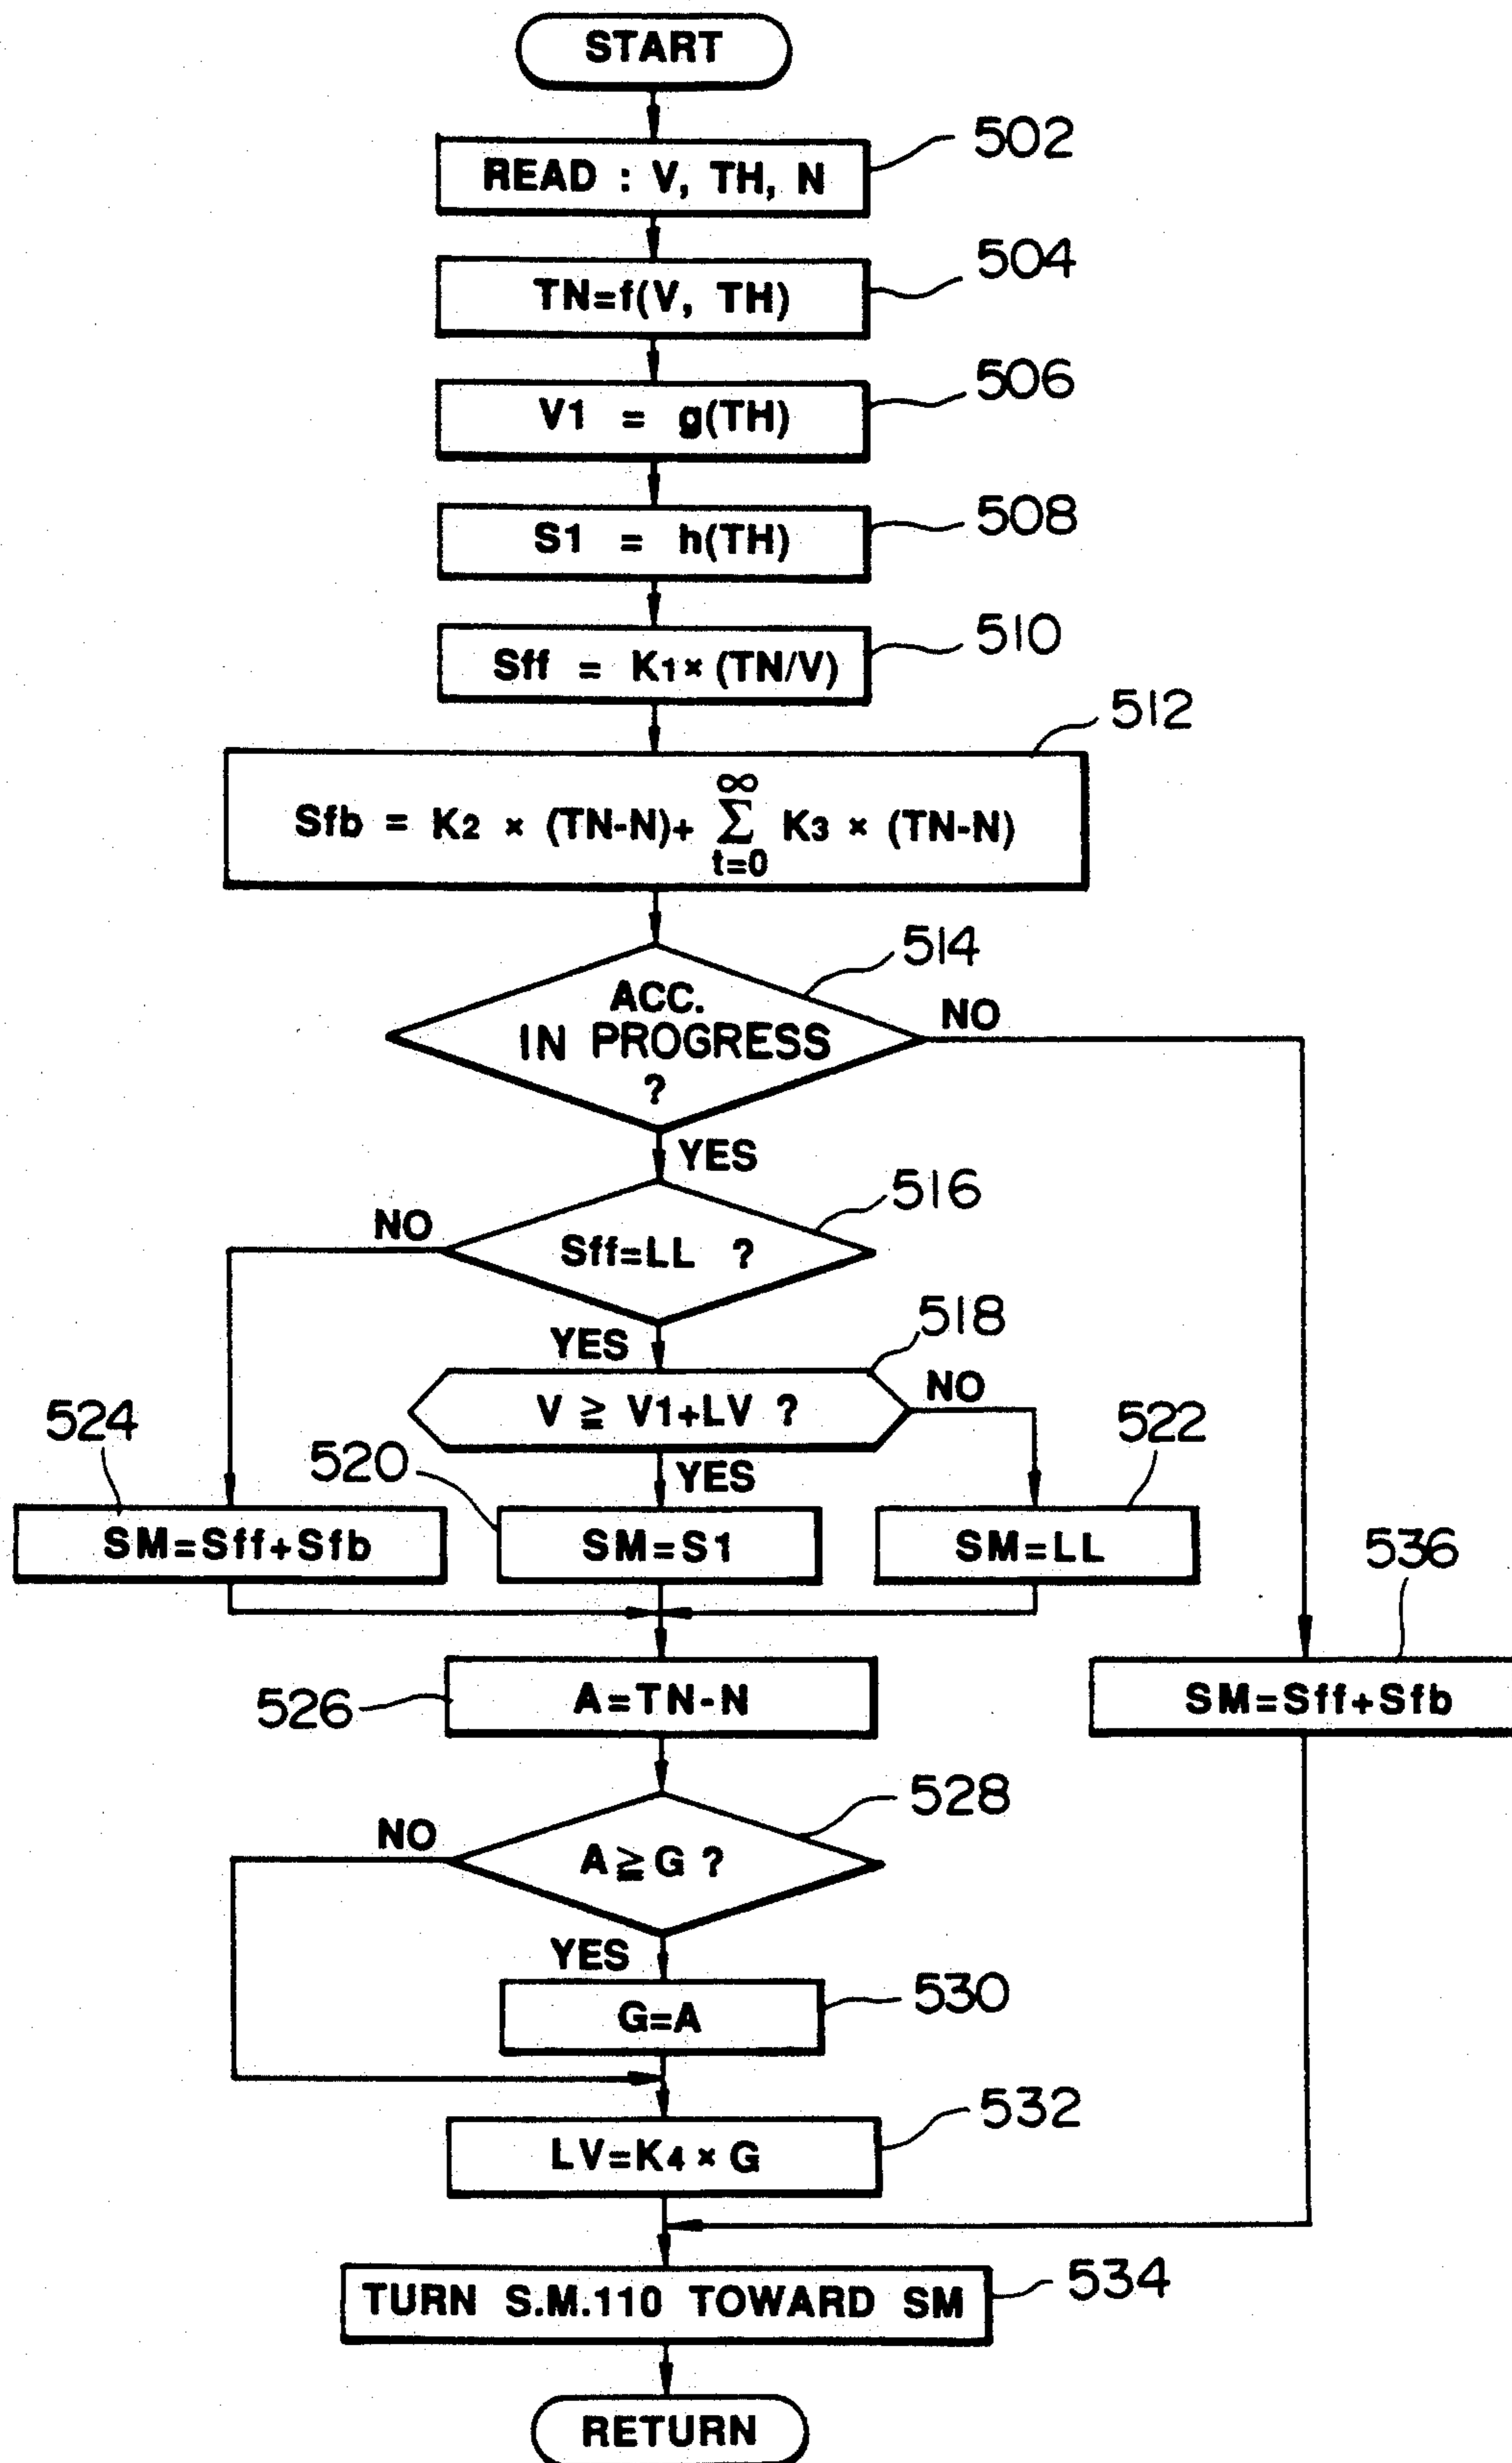 START
502
READ : V, TH, N
504
TN=f(V, TH)
506
V1 = g(TH)
508
S1 = h(TH)
510
Sff = K1 × (TN/V)
512
Sfb = K2 × (TN-N)+ ∞ Σ t=0 K3 × (TN-N)
514
ACC.
IN PROGRESS
?
NO
YES
516
NO
Sff=LL ?
518
YES
V ≧ V1+LV ?
NO
524
520
YES
522
SM=Sff+Sfb
SM=S1
SM=LL
536
526
A=TN-N
SM=Sff+Sfb
528
NO
A≧G ?
YES
530
G=A
532
LV=K4 × G
534
TURN S.M.110 TOWARD SM
RETURN